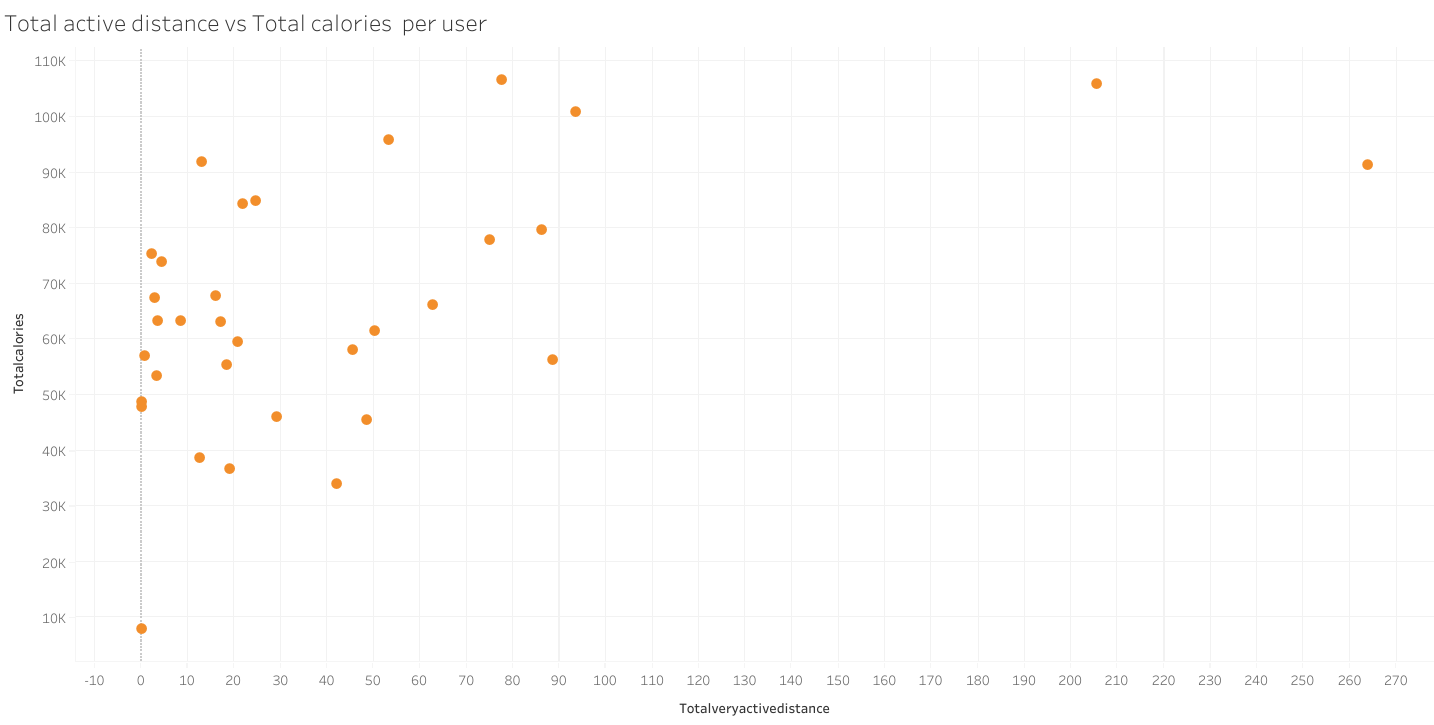 Total active distance vs Total calories per user
110K
100K
90K
80K
70K
60K
50K
40K
30K
20K
10K
Totalcalories
-10 0 10 20 30 40 50 60 70 80 90 100 110 120 130 140 150 160 170 180 190 200 210 220 230 240 250 260 270
Totalveryactivedistance